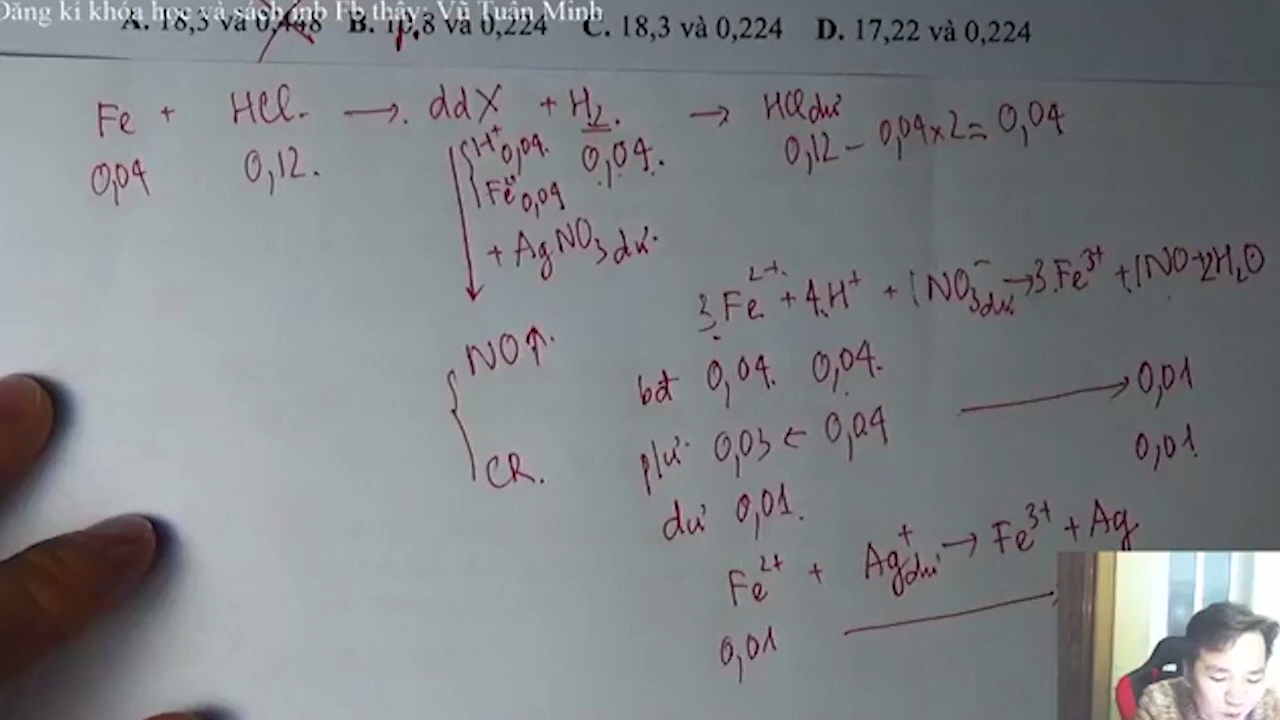 Đăng kí khóa học và sách inb Fb thầy: Vũ Tuấn Minh
A. 18,3 và 0,448 B. 10,8 và 0,224 C. 18,3 và 0,224 D. 17,22 và 0,224
Fe + HCl → ddX + H2 → HCl dư
0,04 0,12 H+ 0,04 0,04 0,12 - 0,04 x 2 = 0,04
Fe2+ 0,04
+ AgNO3 dư
3Fe2+ + 4H+ + 1NO3- dư → 3Fe3+ + 1NO + 2H2O
NO↑
bđ 0,04 0,04
→ 0,01
pư 0,03 ← 0,04
0,01
CR
dư 0,01
Fe2+ + Ag+ dư → Fe3+ + Ag
0,01 →